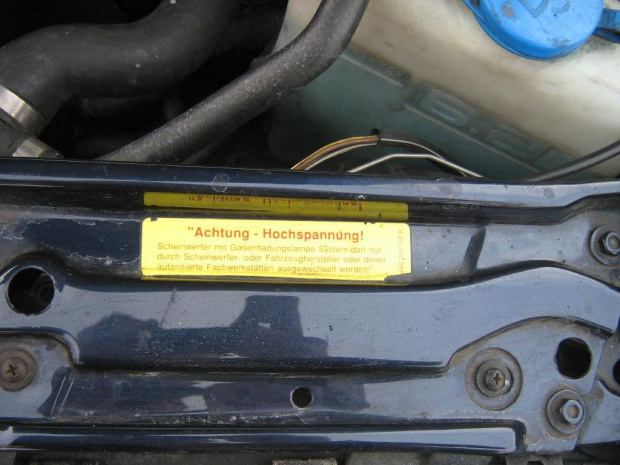 "Achtung - Hochspannung!
Scheinwerfer mit Gasentladungslampe System darf nur
durch Scheinwerfer- oder Fahrzeughersteller oder deren
autorisierte Fachwerkstätten ausgewechselt werden!"